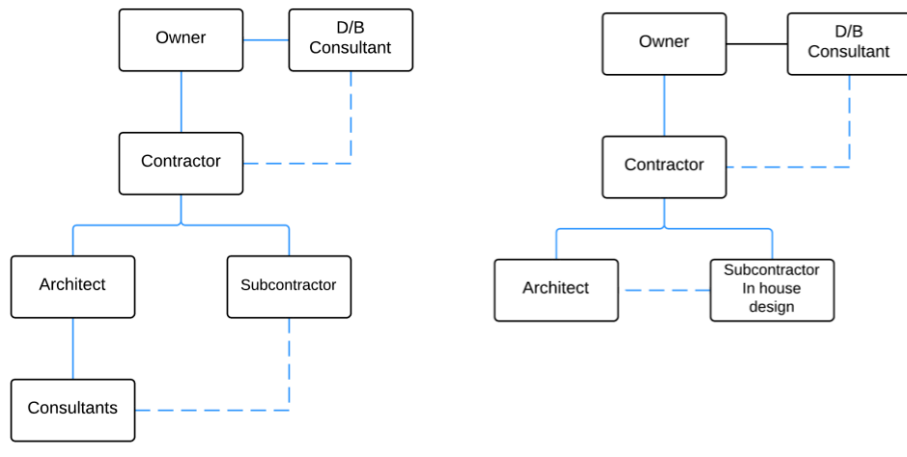 Owner
D/B
Consultant
Contractor
Architect
Subcontractor
Consultants
Owner
D/B
Consultant
Contractor
Architect
Subcontractor
In house
design